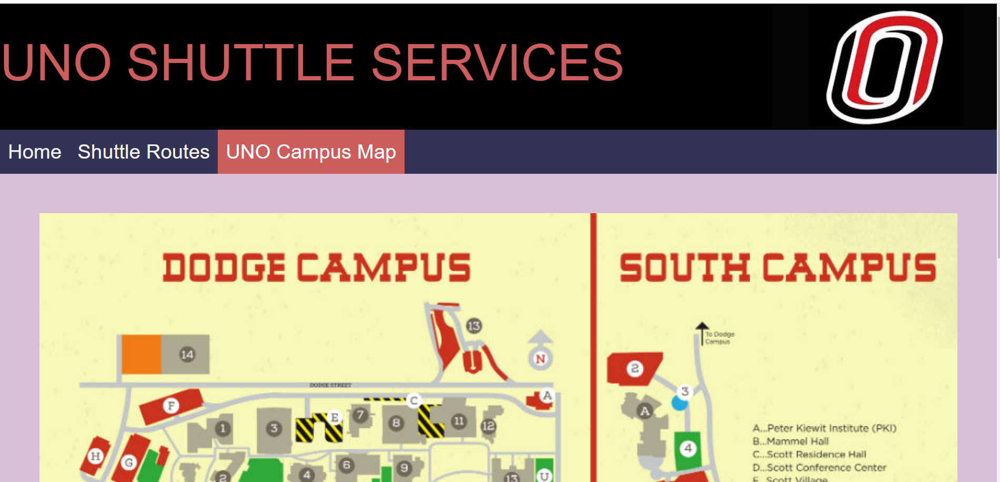 UNO SHUTTLE SERVICES
Home Shuttle Routes UNO Campus Map
DODGE CAMPUS
SOUTH CAMPUS
13
To Dodge
Campus
14
N
2
DODGE STREET
3
A
C
F
A
E
7
8
11
12
1
3
A...Peter Kiewit Institute (PKI)
B...Mammel Hall
4
C...Scott Residence Hall
H
G
6
9
D...Scott Conference Center
2
4
13
U
E...Scott Village